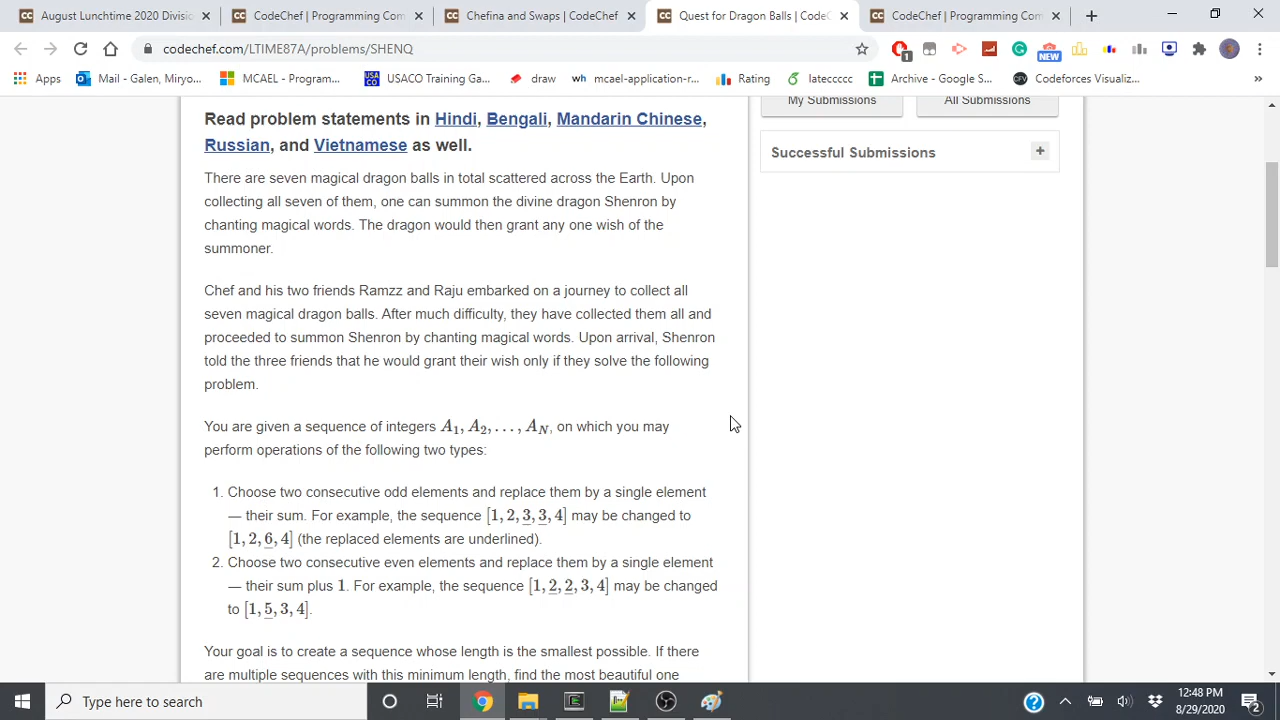 August Lunchtime 2020 Divisio
CodeChef | Programming Com
Chefina and Swaps | CodeChef
Quest for Dragon Balls | CodeC
CodeChef | Programming Com
codechef.com/LTIME87A/problems/SHENQ
1
NEW
Apps
Mail - Galen, Miryo...
MCAEL - Program...
USACO Training Ga...
draw
wh mcael-application-r...
Rating
lateccccc
Archive - Google S...
Codeforces Visualiz...
»
My Submissions
All Submissions
Read problem statements in Hindi, Bengali, Mandarin Chinese,
Russian, and Vietnamese as well.
Successful Submissions
+
There are seven magical dragon balls in total scattered across the Earth. Upon
collecting all seven of them, one can summon the divine dragon Shenron by
chanting magical words. The dragon would then grant any one wish of the
summoner.
Chef and his two friends Ramzz and Raju embarked on a journey to collect all
seven magical dragon balls. After much difficulty, they have collected them all and
proceeded to summon Shenron by chanting magical words. Upon arrival, Shenron
told the three friends that he would grant their wish only if they solve the following
problem.
You are given a sequence of integers A₁, A₂, . . . , A_N, on which you may
perform operations of the following two types:
1. Choose two consecutive odd elements and replace them by a single element
— their sum. For example, the sequence [1, 2, 3, 3, 4] may be changed to
[1, 2, 6, 4] (the replaced elements are underlined).
2. Choose two consecutive even elements and replace them by a single element
— their sum plus 1. For example, the sequence [1, 2, 2, 3, 4] may be changed
to [1, 5, 3, 4].
Your goal is to create a sequence whose length is the smallest possible. If there
are multiple sequences with this minimum length, find the most beautiful one
Type here to search
12:48 PM
8/29/2020
2